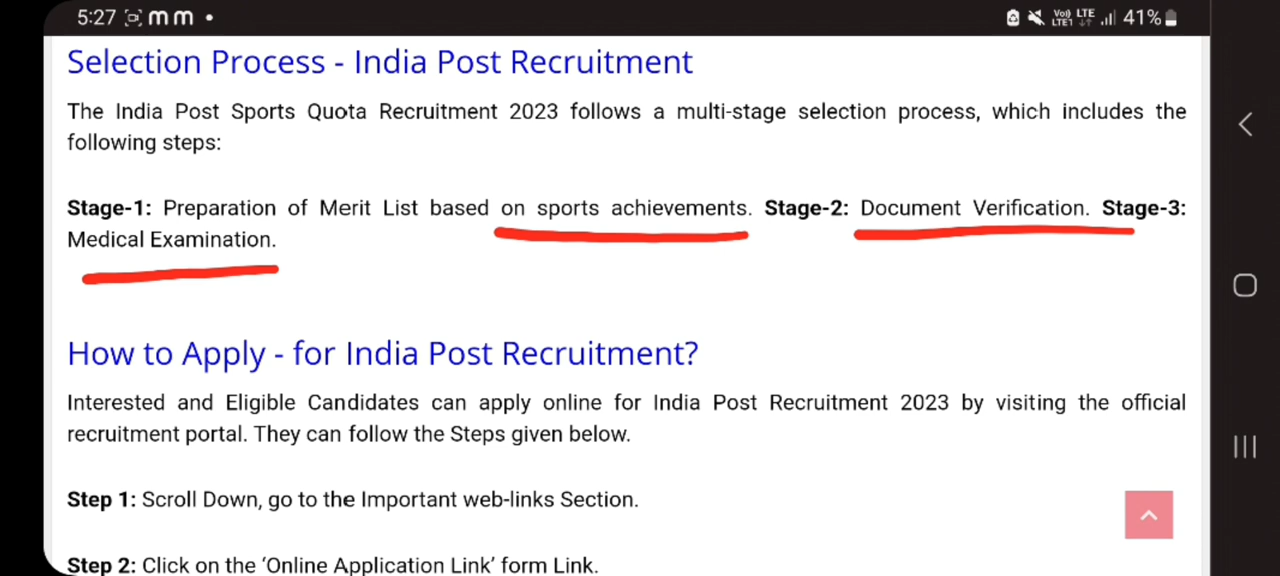 5:27 m m •
Vo) LTE 41%
LTE1
Selection Process - India Post Recruitment
The India Post Sports Quota Recruitment 2023 follows a multi-stage selection process, which includes the
following steps:
Stage-1: Preparation of Merit List based on sports achievements. Stage-2: Document Verification. Stage-3:
Medical Examination.
How to Apply - for India Post Recruitment?
Interested and Eligible Candidates can apply online for India Post Recruitment 2023 by visiting the official
recruitment portal. They can follow the Steps given below.
Step 1: Scroll Down, go to the Important web-links Section.
Step 2: Click on the ‘Online Application Link’ form Link.